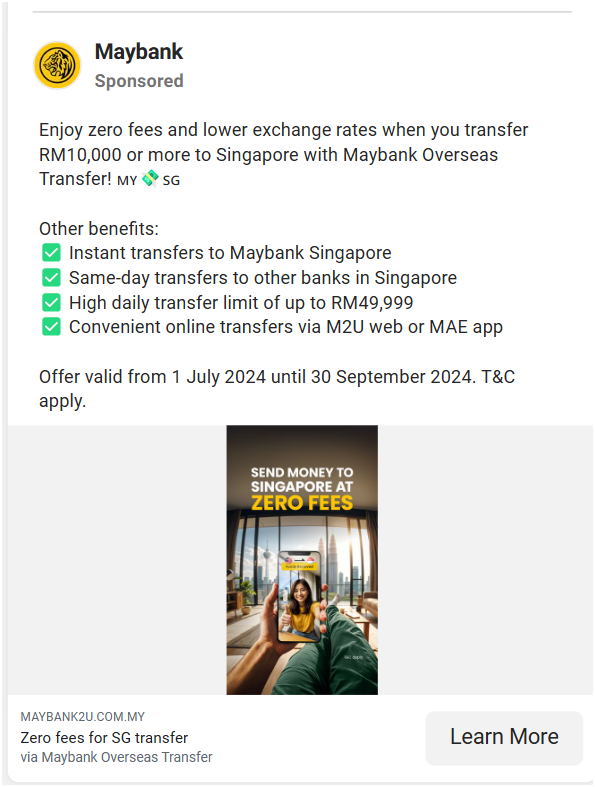 Maybank
Sponsored
Enjoy zero fees and lower exchange rates when you transfer
RM10,000 or more to Singapore with Maybank Overseas
Transfer! MY 💸 SG
Other benefits:
✅ Instant transfers to Maybank Singapore
✅ Same-day transfers to other banks in Singapore
✅ High daily transfer limit of up to RM49,999
✅ Convenient online transfers via M2U web or MAE app
Offer valid from 1 July 2024 until 30 September 2024. T&C
apply.
SEND MONEY TO
SINGAPORE AT
ZERO FEES
MAYBANK2U.COM.MY
Zero fees for SG transfer
via Maybank Overseas Transfer
Learn More